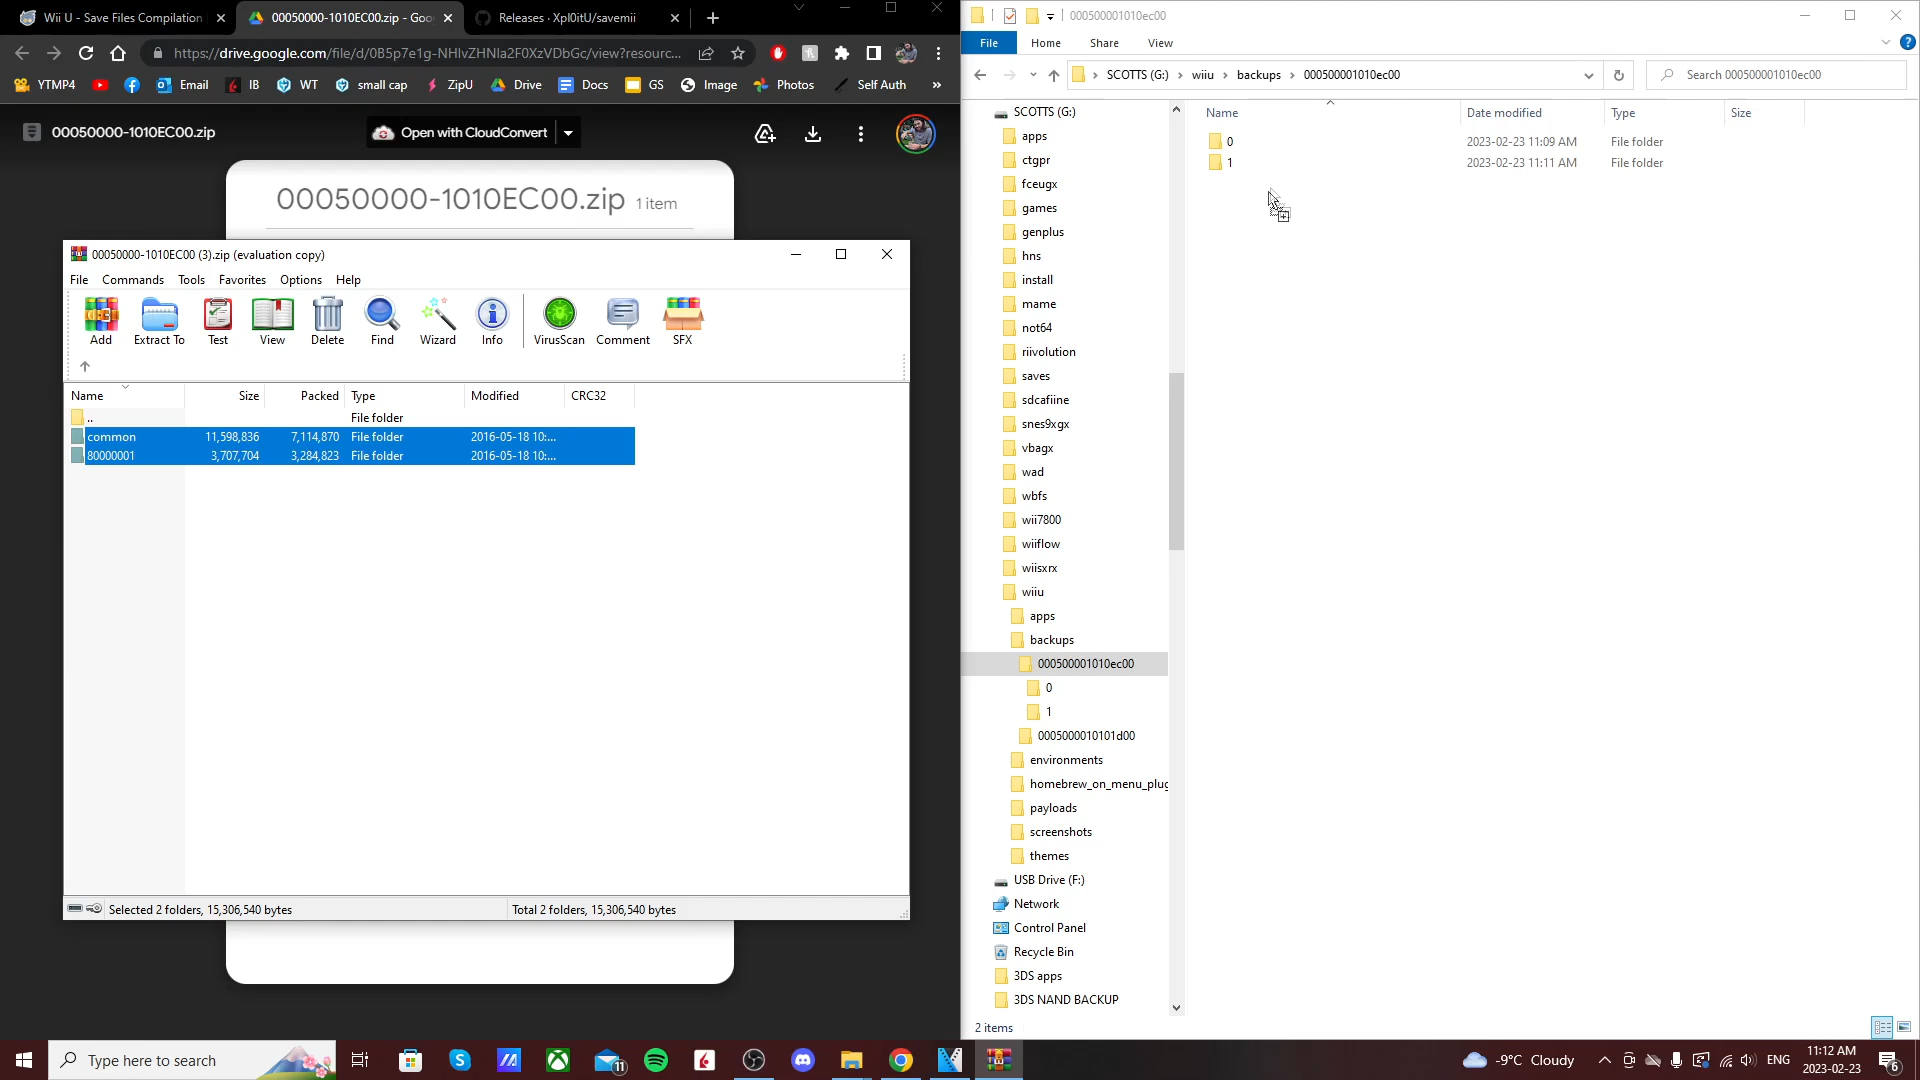 Wii U - Save Files Compilation
00050000-1010EC00.zip - Goo
Releases · Xpl0itU/savemii
https://drive.google.com/file/d/0B5p7e1g-NHlvZHNla2F0XzVDbGc/view?resourc...
YTMP4
Email
IB
WT
small cap
ZipU
Drive
Docs
GS
Image
Photos
Self Auth
»
00050000-1010EC00.zip
Open with CloudConvert
00050000-1010EC00.zip 1 item
00050000-1010EC00 (3).zip (evaluation copy)
File Commands Tools Favorites Options Help
Add
Extract To
Test
View
Delete
Find
Wizard
Info
VirusScan
Comment
SFX
Name Size Packed Type Modified CRC32
.. File folder
common 11,598,836 7,114,870 File folder 2016-05-18 10:...
80000001 3,707,704 3,284,823 File folder 2016-05-18 10:...
Selected 2 folders, 15,306,540 bytes
Total 2 folders, 15,306,540 bytes
000500001010ec00
File Home Share View
SCOTTS (G:) › wiiu › backups › 000500001010ec00
Search 000500001010ec00
Name Date modified Type Size
0 2023-02-23 11:09 AM File folder
1 2023-02-23 11:11 AM File folder
SCOTTS (G:)
apps
ctgpr
fceugx
games
genplus
hns
install
mame
not64
riivolution
saves
sdcafiine
snes9xgx
vbagx
wad
wbfs
wii7800
wiiflow
wiisxrx
wiiu
apps
backups
000500001010ec00
0
1
0005000010101d00
environments
homebrew_on_menu_plug
payloads
screenshots
themes
USB Drive (F:)
Network
Control Panel
Recycle Bin
3DS apps
3DS NAND BACKUP
2 items
Type here to search
11
-9°C Cloudy
ENG
11:12 AM
2023-02-23
6